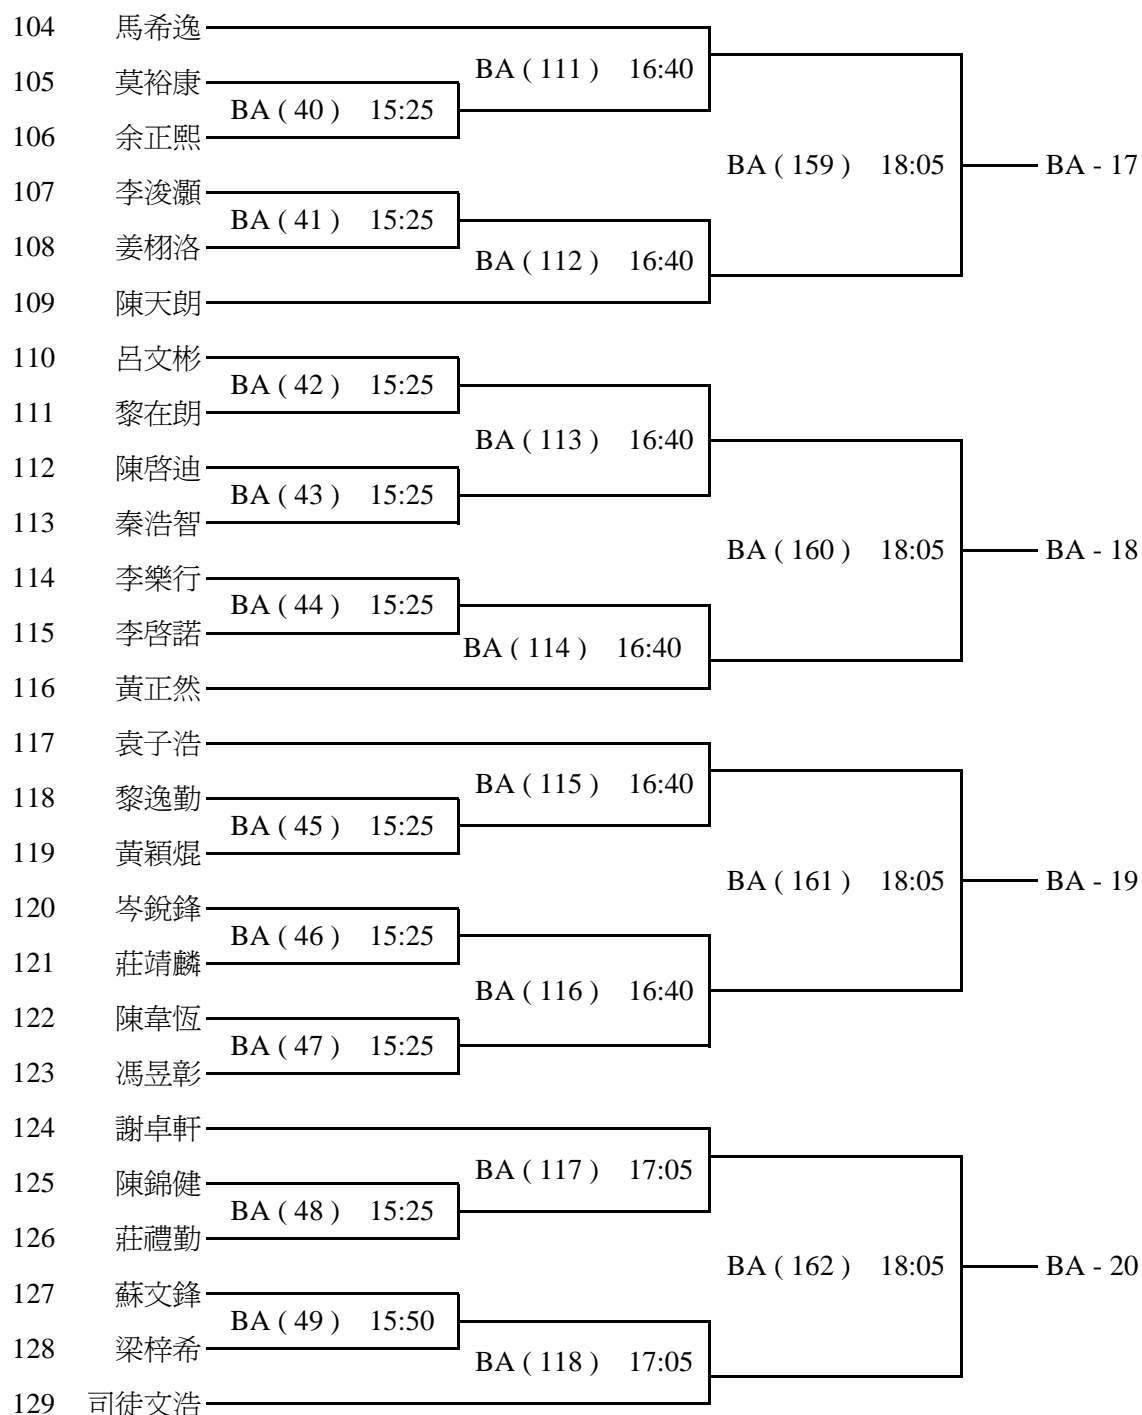 104 馬希逸
BA ( 111 ) 16:40
105 莫裕康
BA ( 40 ) 15:25
106 余正熙
BA ( 159 ) 18:05 BA - 17
107 李浚灝
BA ( 41 ) 15:25
108 姜栩洛
BA ( 112 ) 16:40
109 陳天朗
110 呂文彬
BA ( 42 ) 15:25
111 黎在朗
BA ( 113 ) 16:40
112 陳啓迪
BA ( 43 ) 15:25
113 秦浩智
BA ( 160 ) 18:05 BA - 18
114 李樂行
BA ( 44 ) 15:25
115 李啓諾
BA ( 114 ) 16:40
116 黃正然
117 袁子浩
BA ( 115 ) 16:40
118 黎逸勤
BA ( 45 ) 15:25
119 黃穎焜
BA ( 161 ) 18:05 BA - 19
120 岑銳鋒
BA ( 46 ) 15:25
121 莊靖麟
BA ( 116 ) 16:40
122 陳韋恆
BA ( 47 ) 15:25
123 馮昱彰
124 謝卓軒
BA ( 117 ) 17:05
125 陳錦健
BA ( 48 ) 15:25
126 莊禮勤
BA ( 162 ) 18:05 BA - 20
127 蘇文鋒
BA ( 49 ) 15:50
128 梁梓希
BA ( 118 ) 17:05
129 司徒文浩